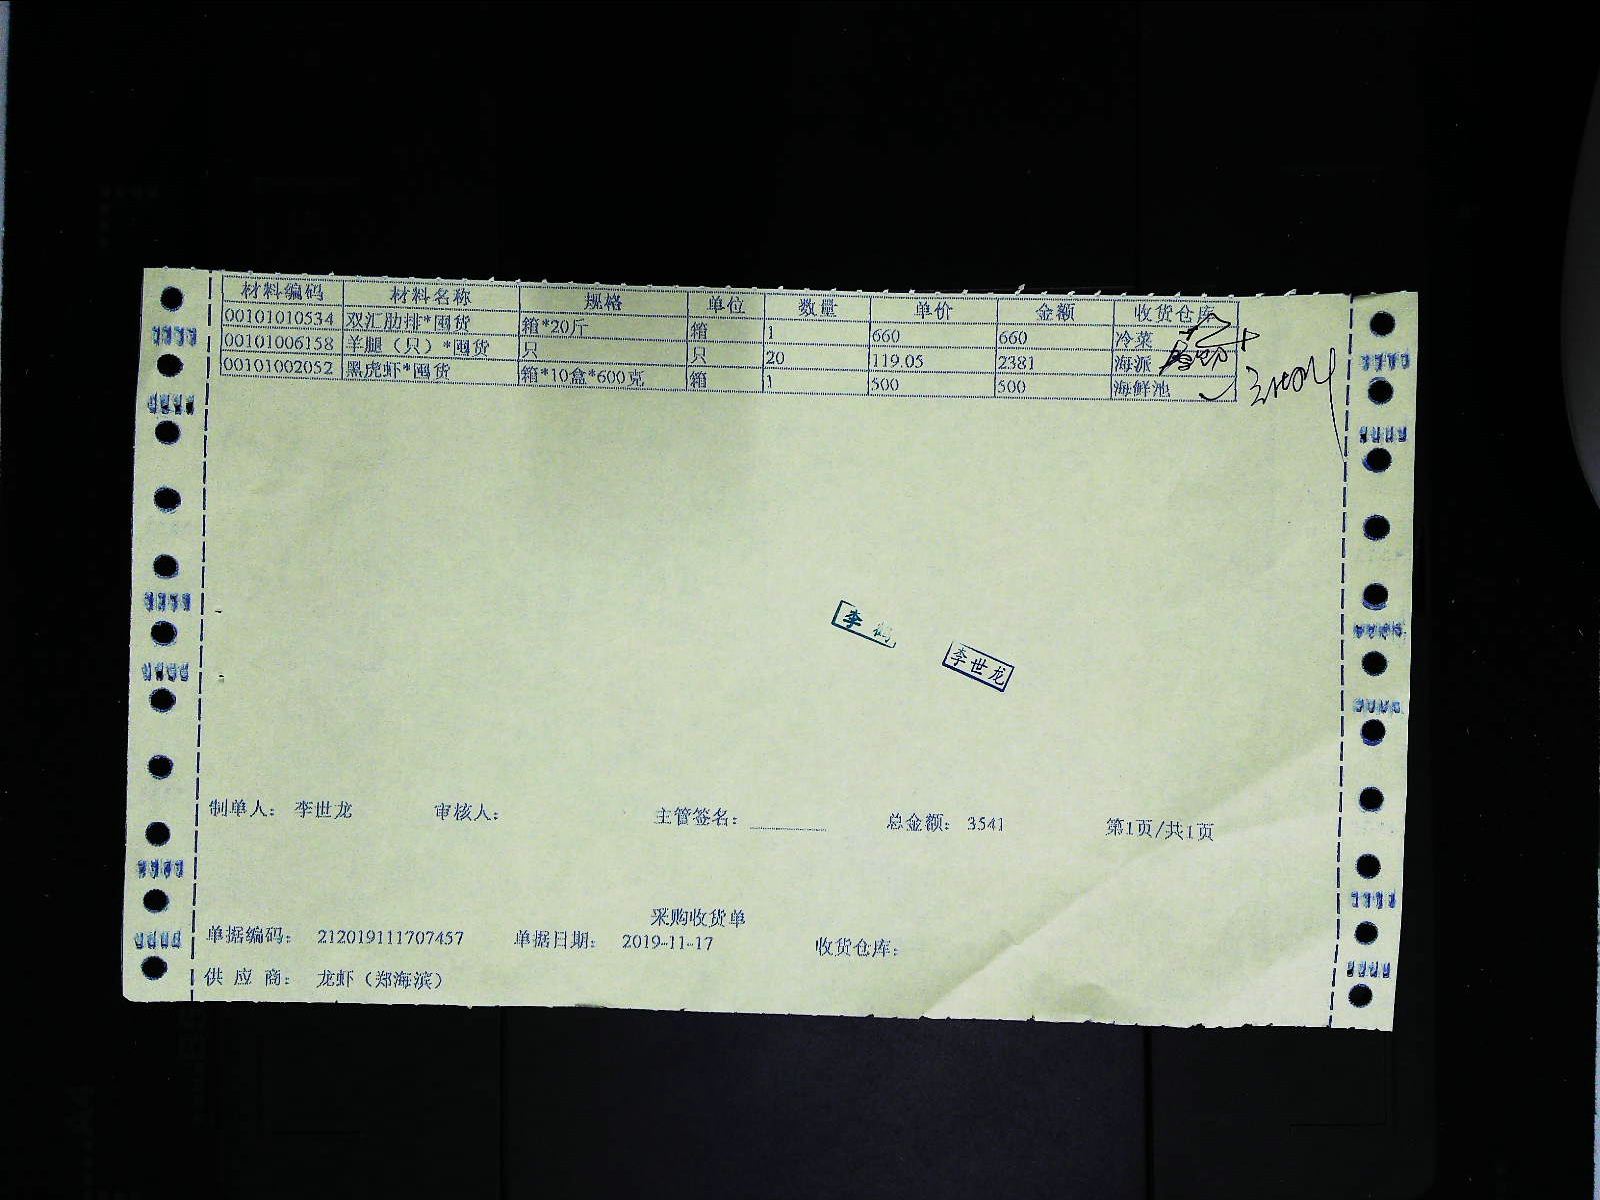 材料编码 材料名称 规格 单位 数量 单价 金额 收货仓库
00101010534 双汇肋排*囤货 箱*20斤 箱 1 660 660 冷菜
00101006158 羊腿（只）*囤货 只 只 20 119.05 2381 海派
00101002052 黑虎虾*囤货 箱*10盒*600克 箱 1 500 500 海鲜池
李
李世龙
制单人： 李世龙 审核人： 主管签名： 总金额： 3541 第1页/共1页
采购收货单
单据编码： 212019111707457 单据日期： 2019-11-17 收货仓库：
供 应 商： 龙虾（郑海滨）